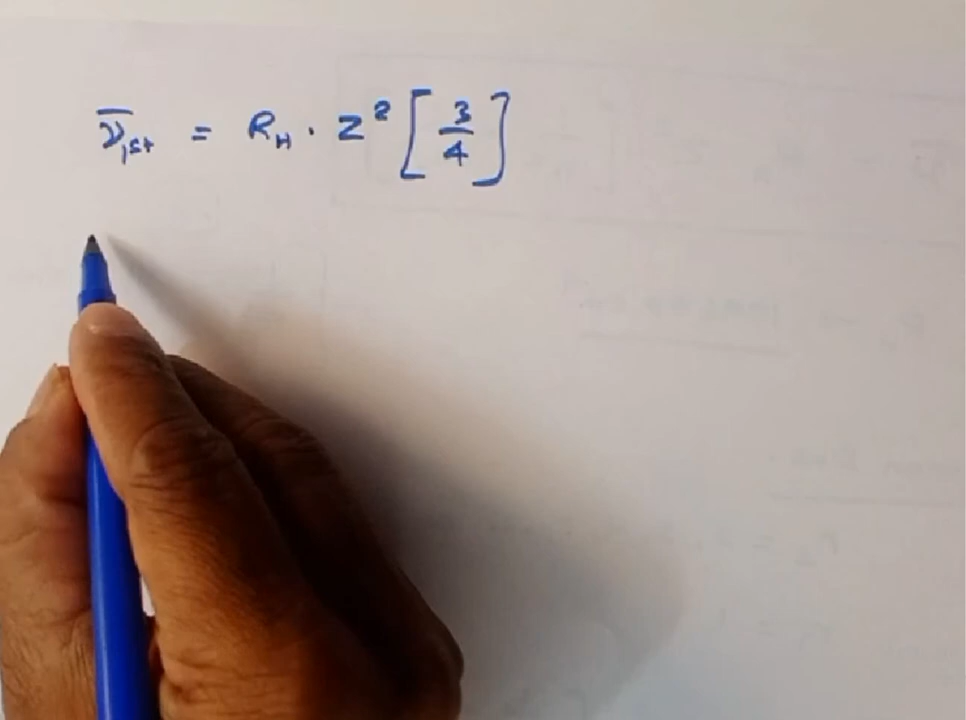 ν̄₁st = R_H · Z² [3/4]